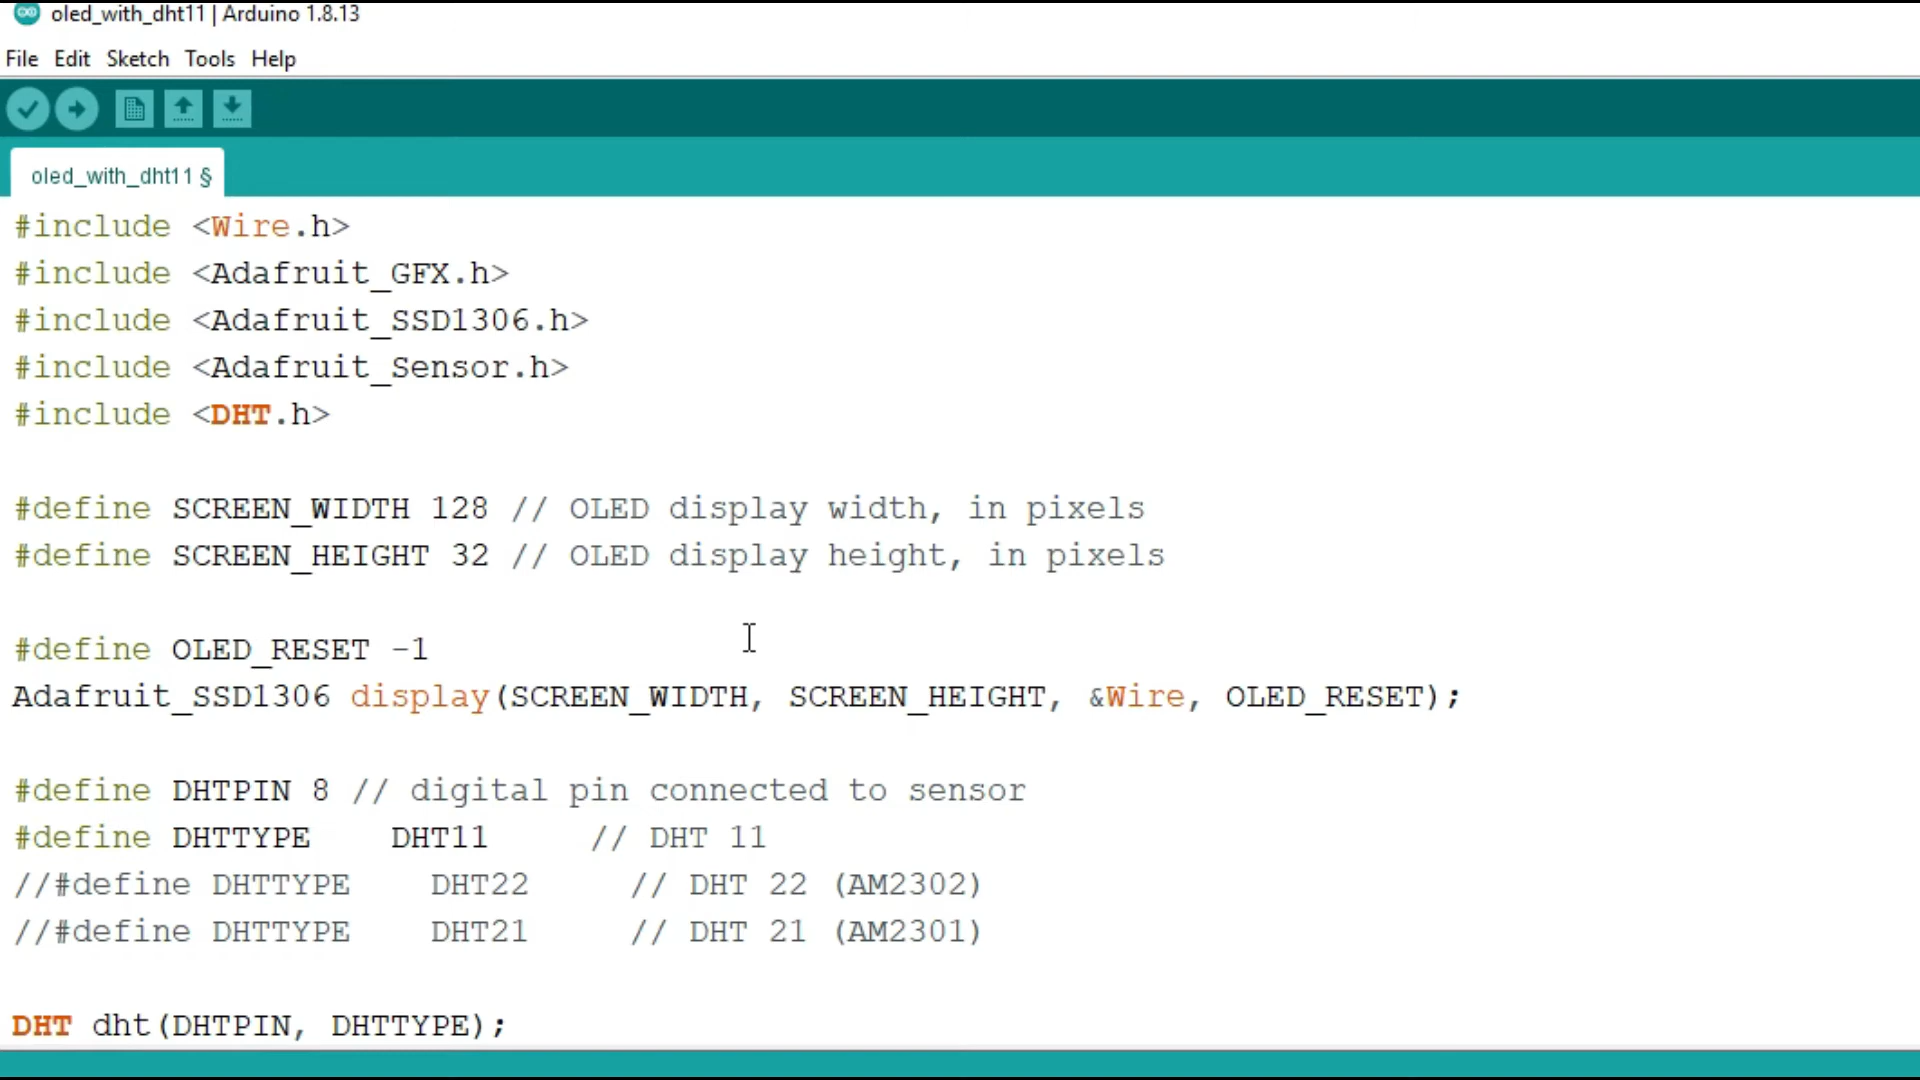 oled_with_dht11 | Arduino 1.8.13
File Edit Sketch Tools Help
oled_with_dht11 §
#include <Wire.h>
#include <Adafruit_GFX.h>
#include <Adafruit_SSD1306.h>
#include <Adafruit_Sensor.h>
#include <DHT.h>
#define SCREEN_WIDTH 128 // OLED display width, in pixels
#define SCREEN_HEIGHT 32 // OLED display height, in pixels
#define OLED_RESET -1
Adafruit_SSD1306 display(SCREEN_WIDTH, SCREEN_HEIGHT, &Wire, OLED_RESET);
#define DHTPIN 8 // digital pin connected to sensor
#define DHTTYPE    DHT11     // DHT 11
//#define DHTTYPE    DHT22     // DHT 22 (AM2302)
//#define DHTTYPE    DHT21     // DHT 21 (AM2301)
DHT dht(DHTPIN, DHTTYPE);